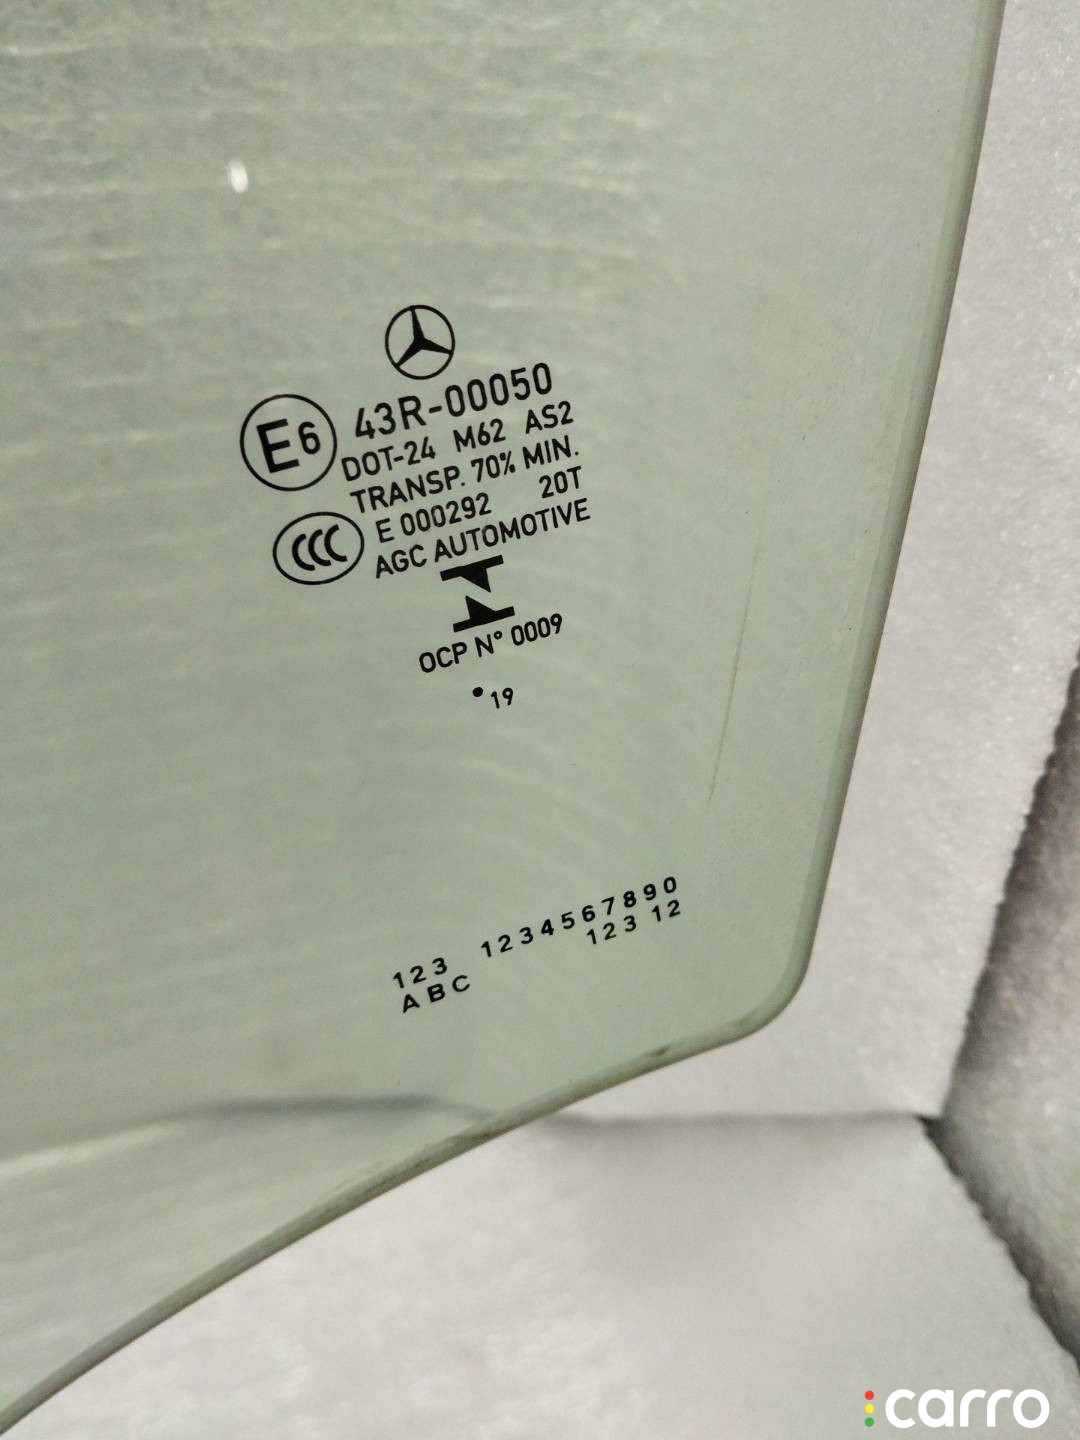 E6
43R-00050
DOT-24 M62 AS2
TRANSP. 70% MIN.
E 000292 20T
CCC
AGC AUTOMOTIVE
OCP N° 0009
•19
123 1234567890
ABC 123 12
carro